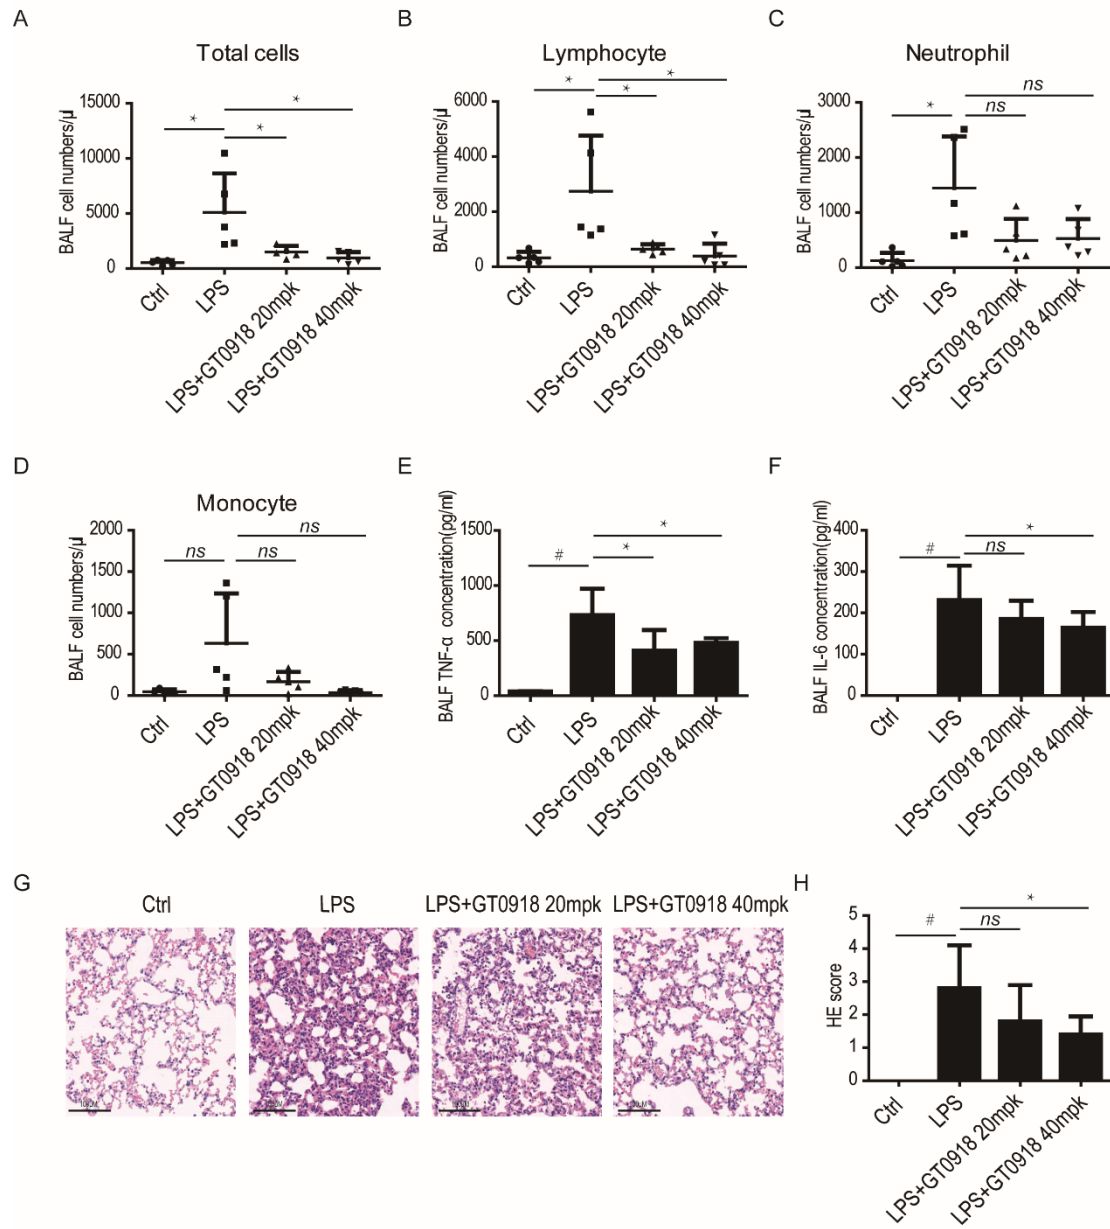 A
Total cells
BALF cell numbers/μl
15000
10000
5000
0
*
*
*
Ctrl
LPS
LPS+GT0918 20mpk
LPS+GT0918 40mpk
B
Lymphocyte
BALF cell numbers/μl
6000
4000
2000
0
*
*
*
Ctrl
LPS
LPS+GT0918 20mpk
LPS+GT0918 40mpk
C
Neutrophil
BALF cell numbers/μl
3000
2000
1000
0
*
ns
ns
Ctrl
LPS
LPS+GT0918 20mpk
LPS+GT0918 40mpk
D
Monocyte
BALF cell numbers/μl
2000
1500
1000
500
0
ns
ns
ns
Ctrl
LPS
LPS+GT0918 20mpk
LPS+GT0918 40mpk
E
BALF TNF-α concentration(pg/ml)
1500
1000
500
0
#
*
*
Ctrl
LPS
LPS+GT0918 20mpk
LPS+GT0918 40mpk
F
BALF IL-6 concentration(pg/ml)
400
300
200
100
0
#
ns
*
Ctrl
LPS
LPS+GT0918 20mpk
LPS+GT0918 40mpk
G
Ctrl
LPS
LPS+GT0918 20mpk
LPS+GT0918 40mpk
H
HE score
5
4
3
2
1
0
#
ns
*
Ctrl
LPS
LPS+GT0918 20mpk
LPS+GT0918 40mpk